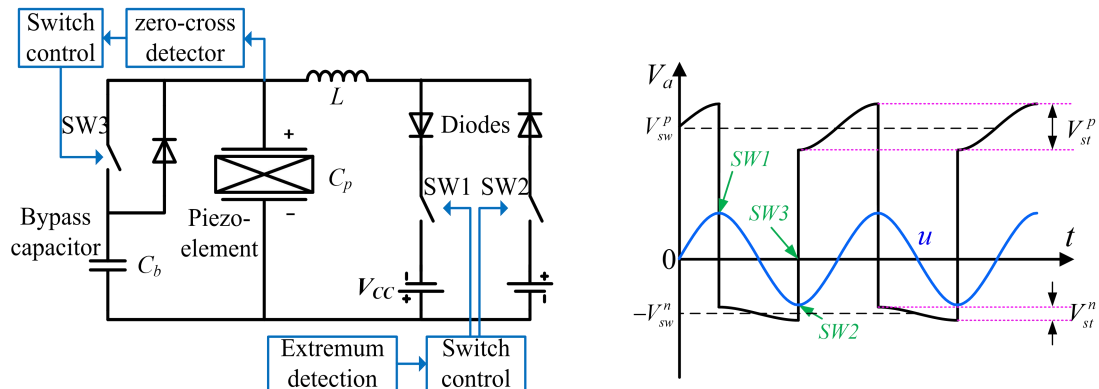 Switch
control
zero-cross
detector
SW3
L
Diodes
+
C_p
−
SW1
SW2
Bypass
capacitor
Piezo-
element
C_b
V_CC
-
+
+
-
Extremum
detection
Switch
control
V_a
V_sw^p
SW1
V_st^p
SW3
u
t
0
−V_sw^n
SW2
V_st^n